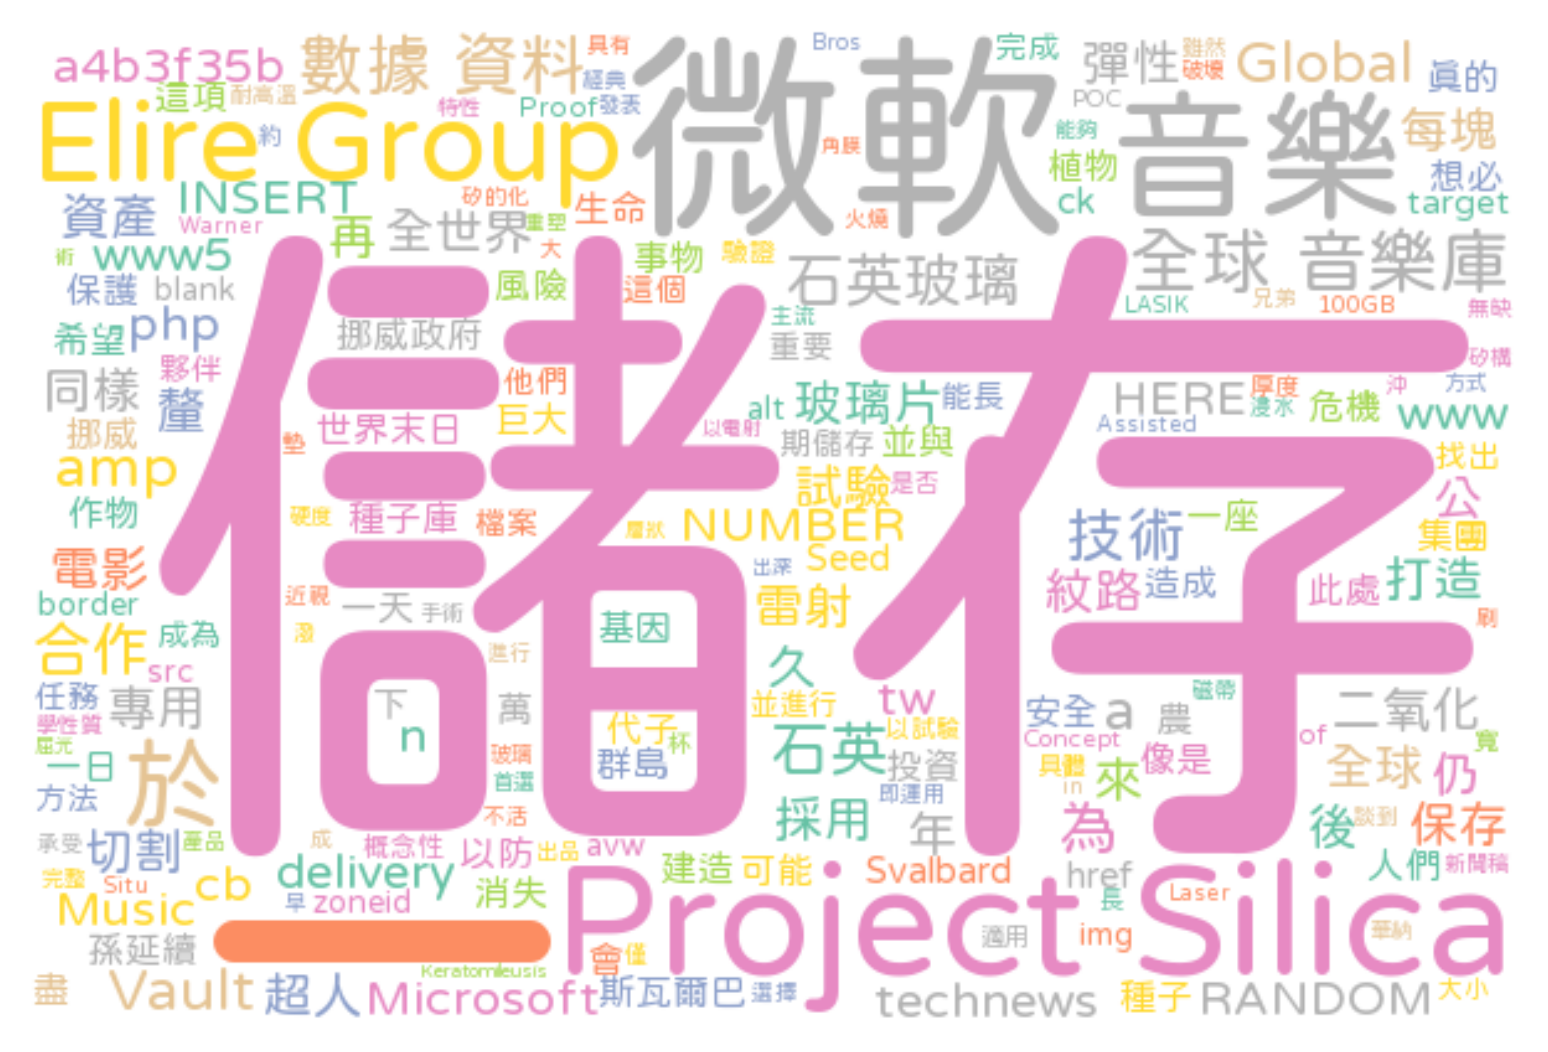 a4b3f35b 數據 資料 具有 微軟 Bros 完成 彈性 雖然 Global 眞的
這項 耐高溫 經典 破壞
Elire Group 約 特性 Proof 發表 POC 音樂 每塊
角膜 能夠 植物 想必
資產 INSERT 矽的化 生命 火燒 ck target
Warner 再 全世界 重塑
術 www5 大 事物 驗證 石英玻璃 全球 音樂庫
保護 blank 風險 這個 LASIK 兄弟 100GB 無缺
希望 php 挪威政府 主流 重要 矽構
夥伴 儲存
同樣 釐 他們 玻璃片 能長 HERE 厚度 沖 方式
挪威 世界末日 巨大 以電射 alt 浸水 危機 www
墊 期儲存 並與 Assisted
amp 試驗 是否 找出 公
作物 硬度 種子庫 檔案 層狀 NUMBER 技術 一座 集團
電影 出深 Seed
border 近視 一天 手術 雷射 紋路 造成 此處 打造
合作 成為 潑 基因 刷
src 進行 久
任務 專用 下 萬 並進行 tw 磁帶 二氧化
學性質 n 代子 杯 石英 以試驗 安全 a 農
屈光 一日 於 玻璃 群島 投資 Concept of 寬
首選 具體 來 像是 全球 仍
方法 不活 即運用 in
承受 切割 產品 成 概念性 採用 年 為 後 談到 保存
以防 出品 avw
完整 Situ cb delivery 消失 建造 可能 Svalbard href 人們 新聞稿
Music 早 zoneid 一 Project Silica 長 Laser
孫延續 會 僅 適用 img 華納
Keratomileusis
盡 Vault 超人 Microsoft 斯瓦爾巴 選擇 technews 種子 RANDOM 大小